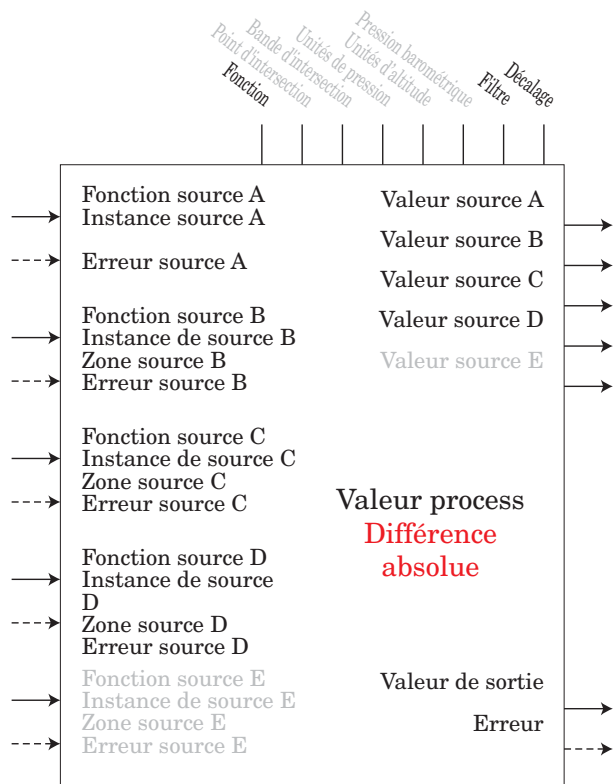 Fonction
Point d'intersection
Bande d'intersection
Unités de pression
Unités d'altitude
Pression barométrique
Filtre
Décalage
Fonction source A
Instance source A
Erreur source A
Fonction source B
Instance de source B
Zone source B
Erreur source B
Fonction source C
Instance de source C
Zone source C
Erreur source C
Fonction source D
Instance de source
D
Zone source D
Erreur source D
Fonction source E
Instance de source E
Zone source E
Erreur source E
Valeur source A
Valeur source B
Valeur source C
Valeur source D
Valeur source E
Valeur process
Différence
absolue
Valeur de sortie
Erreur